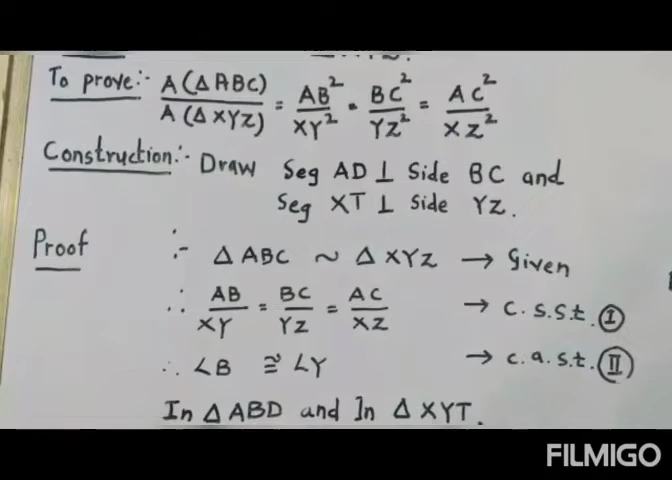 To prove:- A(ΔABC)/A(ΔXYZ) = AB²/XY² = BC²/YZ² = AC²/XZ²
Construction:- Draw Seg AD ⊥ Side BC and
Seg XT ⊥ Side YZ.
Proof :- ΔABC ~ ΔXYZ → Given
∴ AB/XY = BC/YZ = AC/XZ → C.S.S.t. Ⓘ
∴ ∠B ≅ ∠Y → C.a.S.t. II
In ΔABD and In ΔXYT.
FILMIGO